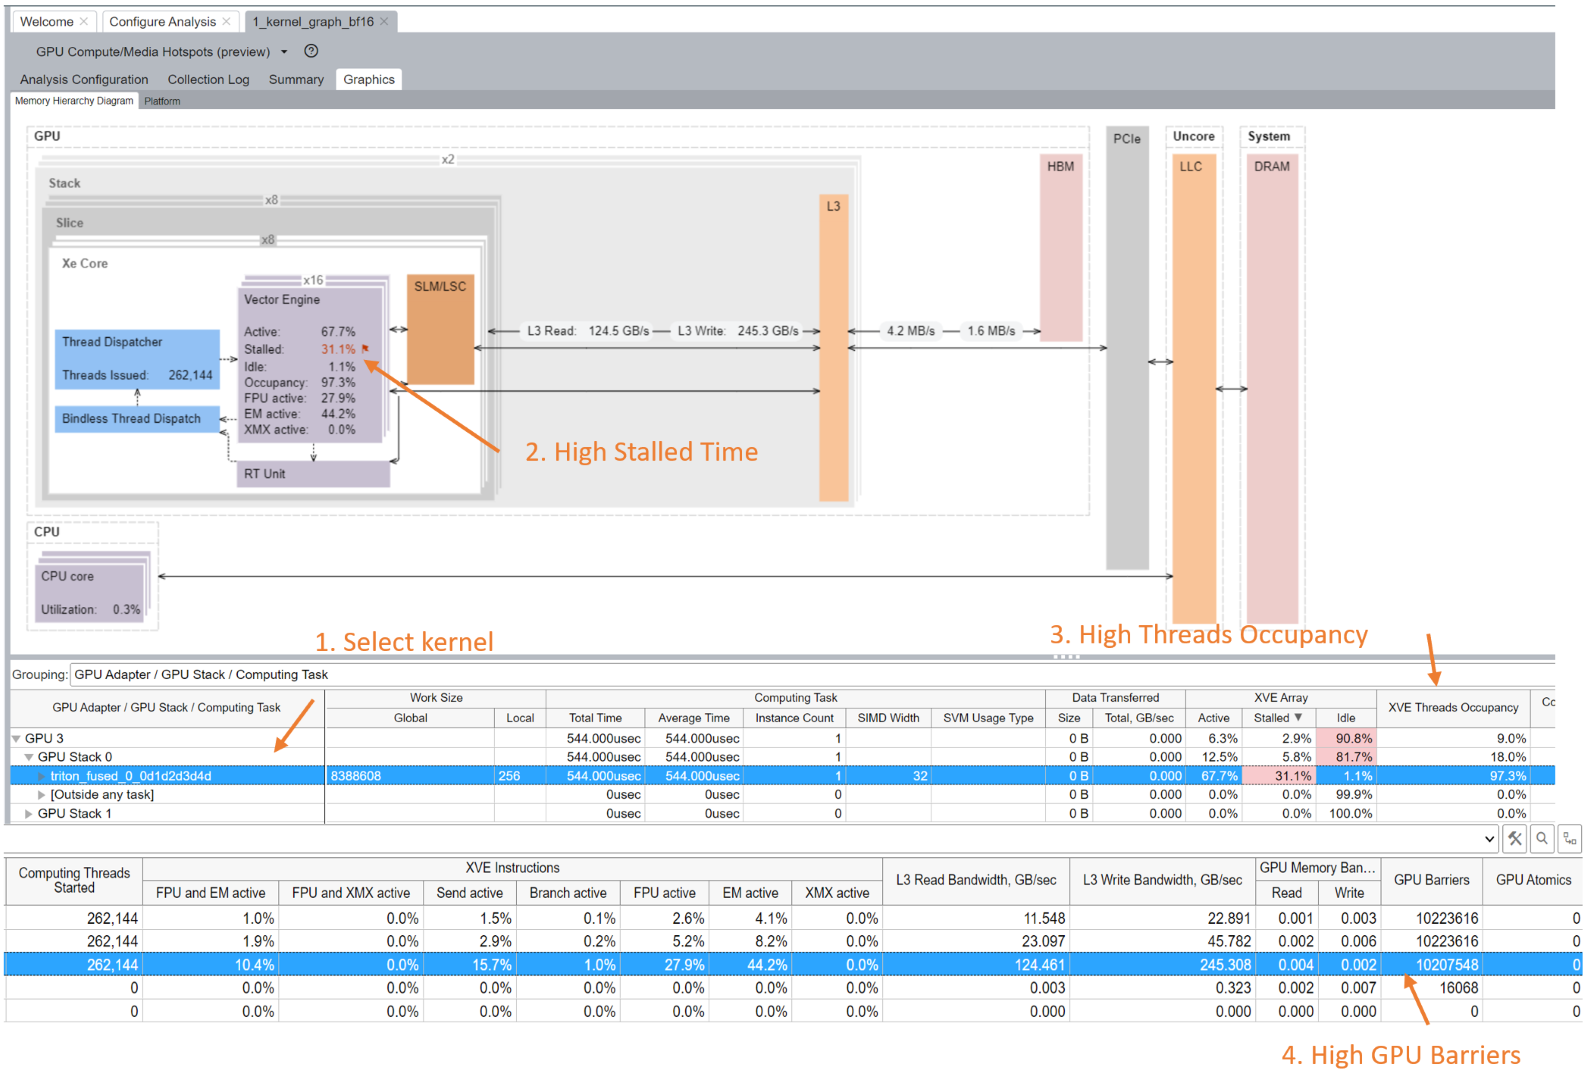 Welcome
Configure Analysis
1_kernel_graph_bf16
GPU Compute/Media Hotspots (preview)
Analysis Configuration
Collection Log
Summary
Graphics
Memory Hierarchy Diagram
Platform
GPU
x2
Stack
x8
Slice
x8
Xe Core
x16
Vector Engine
Active: 67.7%
Stalled: 31.1%
Idle: 1.1%
Occupancy: 97.3%
FPU active: 27.9%
EM active: 44.2%
XMX active: 0.0%
Thread Dispatcher
Threads Issued: 262,144
Bindless Thread Dispatch
RT Unit
SLM/LSC
L3 Read: 124.5 GB/s
L3 Write: 245.3 GB/s
L3
4.2 MB/s
1.6 MB/s
HBM
PCIe
Uncore
LLC
System
DRAM
2. High Stalled Time
CPU
CPU core
Utilization: 0.3%
1. Select kernel
3. High Threads Occupancy
Grouping: GPU Adapter / GPU Stack / Computing Task
GPU Adapter / GPU Stack / Computing Task
Work Size
Computing Task
Data Transferred
XVE Array
XVE Threads Occupancy
Cc
Global Local Total Time Average Time Instance Count SIMD Width SVM Usage Type Size Total, GB/sec Active Stalled Idle
GPU 3 544.000usec 544.000usec 1 0 B 0.000 6.3% 2.9% 90.8% 9.0%
GPU Stack 0 544.000usec 544.000usec 1 0 B 0.000 12.5% 5.8% 81.7% 18.0%
triton_fused_0_0d1d2d3d4d 8388608 256 544.000usec 544.000usec 1 32 0 B 0.000 67.7% 31.1% 1.1% 97.3%
[Outside any task] 0usec 0usec 0 0 B 0.000 0.0% 0.0% 99.9% 0.0%
GPU Stack 1 0usec 0usec 0 0 B 0.000 0.0% 0.0% 100.0% 0.0%
Computing Threads
Started
XVE Instructions
L3 Read Bandwidth, GB/sec
L3 Write Bandwidth, GB/sec
GPU Memory Ban...
GPU Barriers
GPU Atomics
FPU and EM active FPU and XMX active Send active Branch active FPU active EM active XMX active Read Write
262,144 1.0% 0.0% 1.5% 0.1% 2.6% 4.1% 0.0% 11.548 22.891 0.001 0.003 10223616 0
262,144 1.9% 0.0% 2.9% 0.2% 5.2% 8.2% 0.0% 23.097 45.782 0.002 0.006 10223616 0
262,144 10.4% 0.0% 15.7% 1.0% 27.9% 44.2% 0.0% 124.461 245.308 0.004 0.002 10207548 0
0 0.0% 0.0% 0.0% 0.0% 0.0% 0.0% 0.0% 0.003 0.323 0.002 0.007 16068 0
0 0.0% 0.0% 0.0% 0.0% 0.0% 0.0% 0.0% 0.000 0.000 0.000 0.000 0 0
4. High GPU Barriers